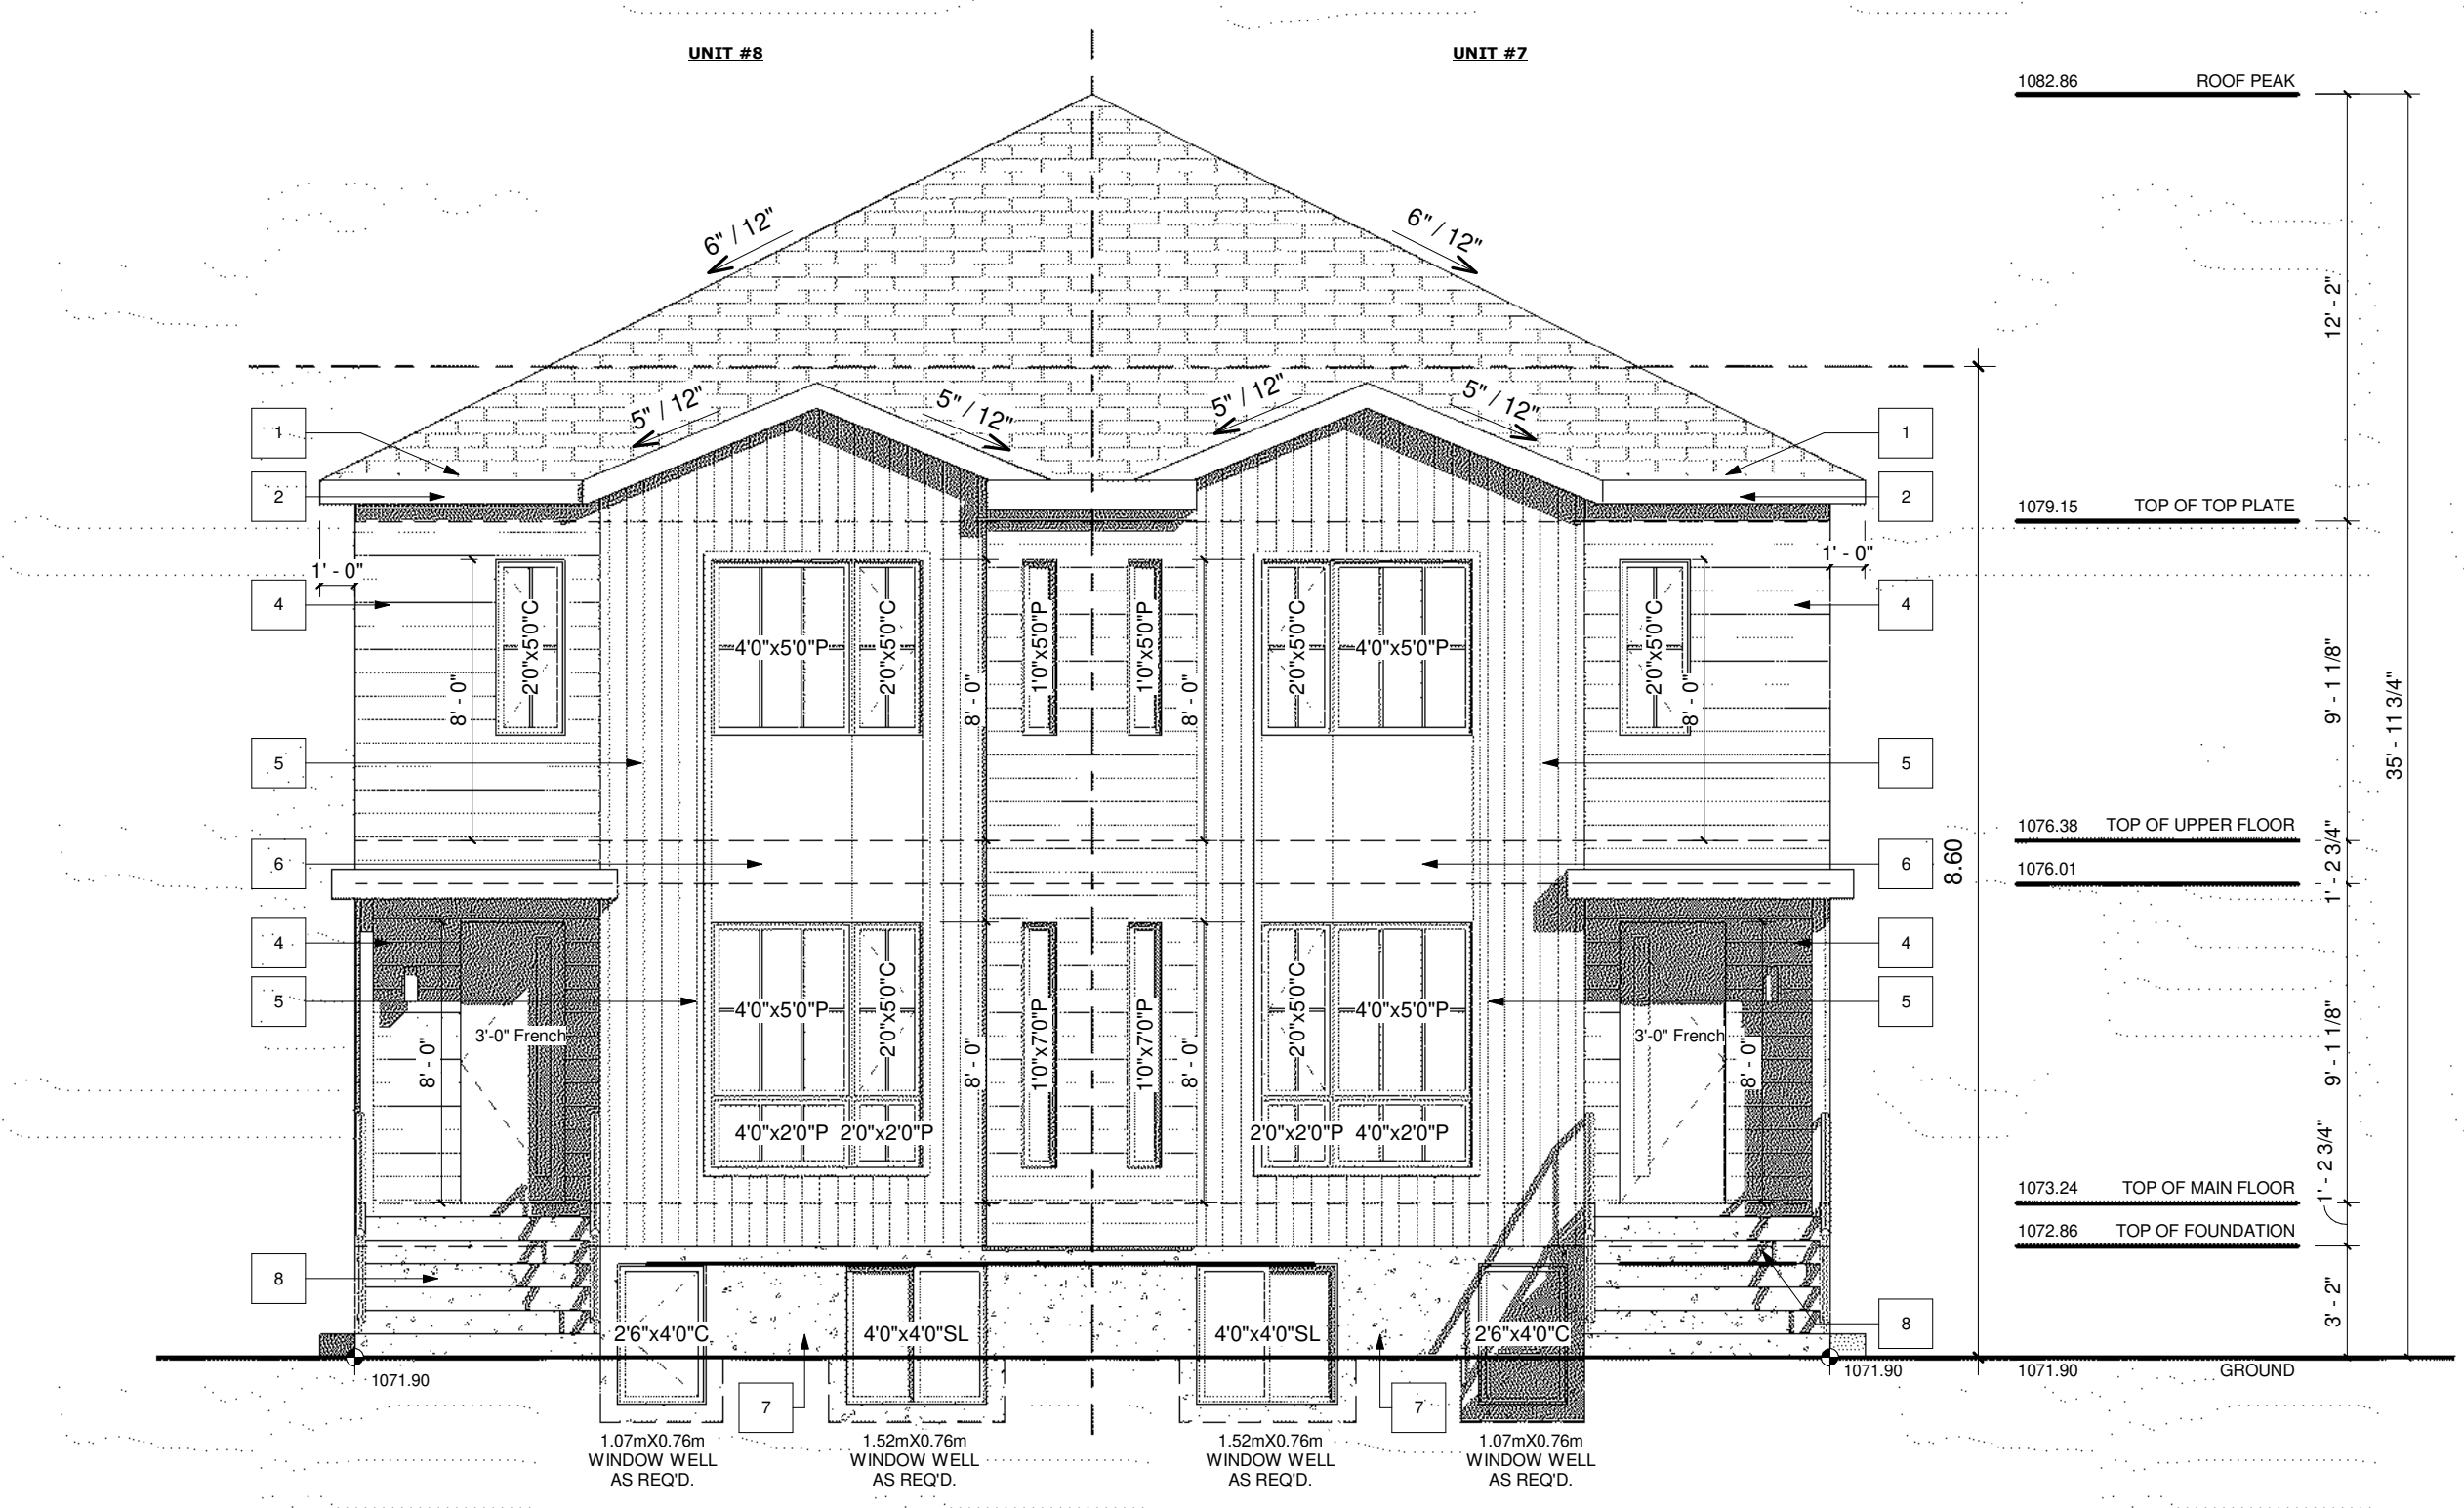 UNIT #8
UNIT #7
1082.86 ROOF PEAK
6" / 12"
6" / 12"
12' - 2"
5" / 12"
5" / 12"
5" / 12"
5" / 12"
1
1
2
2
1079.15 TOP OF TOP PLATE
1' - 0"
1' - 0"
4
4
2'0"x5'0"C
4'0"x5'0"P
2'0"x5'0"C
1'0"x5'0"P
1'0"x5'0"P
2'0"x5'0"C
4'0"x5'0"P
2'0"x5'0"C
8' - 0"
8' - 0"
8' - 0"
8' - 0"
9' - 1 1/8"
35' - 11 3/4"
5
5
1076.38 TOP OF UPPER FLOOR
6
6
8.60
1' - 2 3/4"
1076.01
4
4
5
5
3'-0" French
4'0"x5'0"P
2'0"x5'0"C
1'0"x7'0"P
1'0"x7'0"P
2'0"x5'0"C
4'0"x5'0"P
3'-0" French
8' - 0"
8' - 0"
8' - 0"
8' - 0"
9' - 1 1/8"
4'0"x2'0"P
2'0"x2'0"P
2'0"x2'0"P
4'0"x2'0"P
1' - 2 3/4"
1073.24 TOP OF MAIN FLOOR
1072.86 TOP OF FOUNDATION
8
8
3' - 2"
2'6"x4'0"C
4'0"x4'0"SL
4'0"x4'0"SL
2'6"x4'0"C
1071.90
1071.90
1071.90 GROUND
7
7
1.07mX0.76m
WINDOW WELL
AS REQ'D.
1.52mX0.76m
WINDOW WELL
AS REQ'D.
1.52mX0.76m
WINDOW WELL
AS REQ'D.
1.07mX0.76m
WINDOW WELL
AS REQ'D.